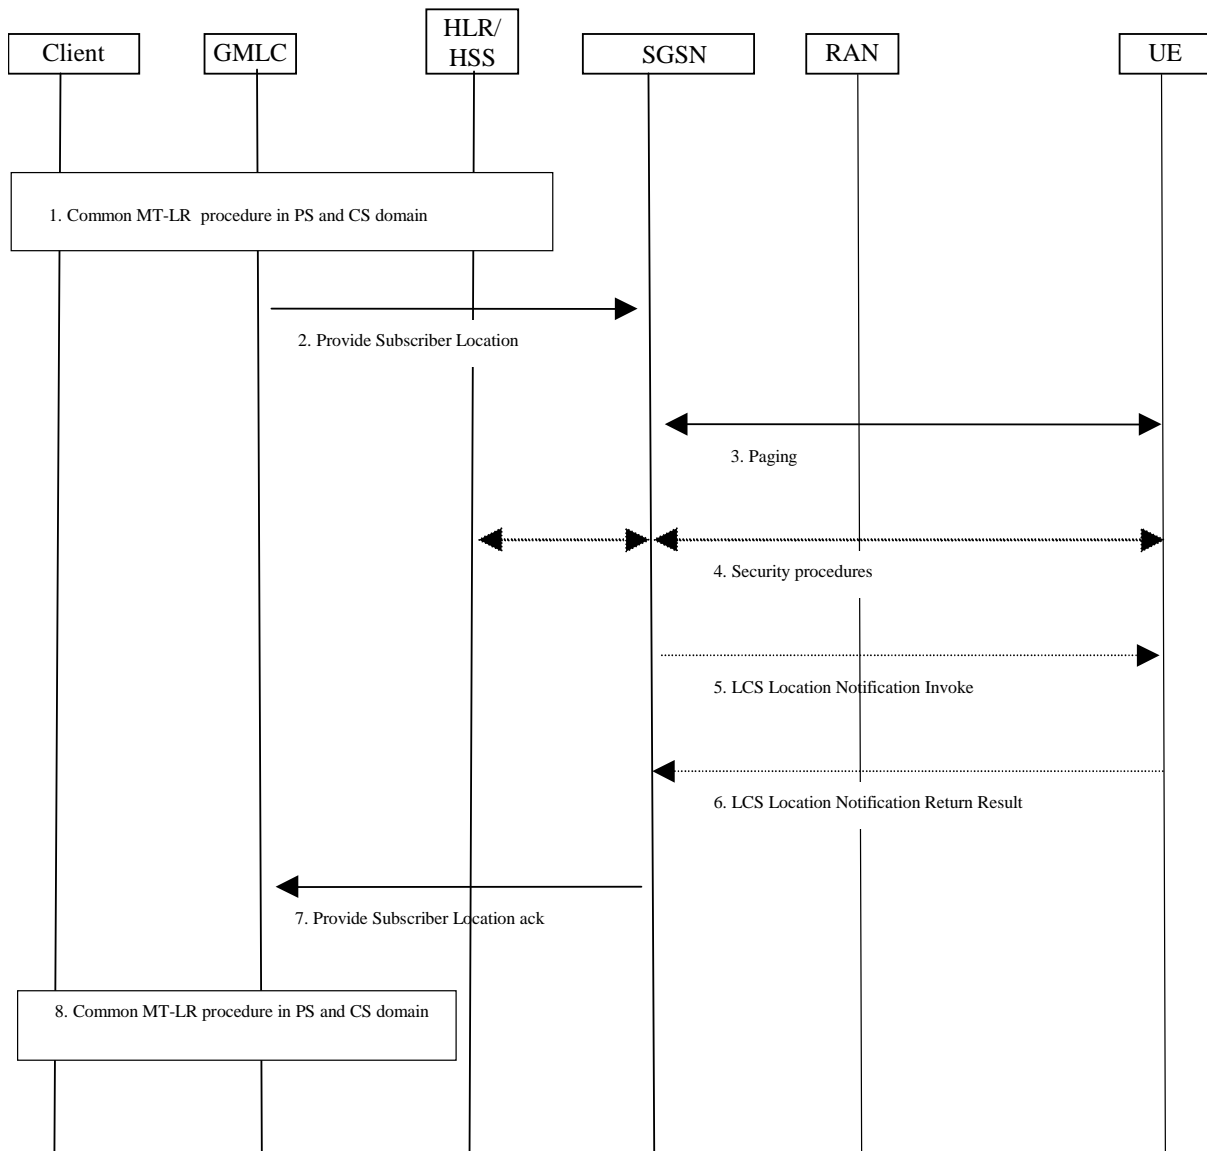 Client
GMLC
HLR/
HSS
SGSN
RAN
UE
1. Common MT-LR procedure in PS and CS domain
2. Provide Subscriber Location
3. Paging
4. Security procedures
5. LCS Location Notification Invoke
6. LCS Location Notification Return Result
7. Provide Subscriber Location ack
8. Common MT-LR procedure in PS and CS domain